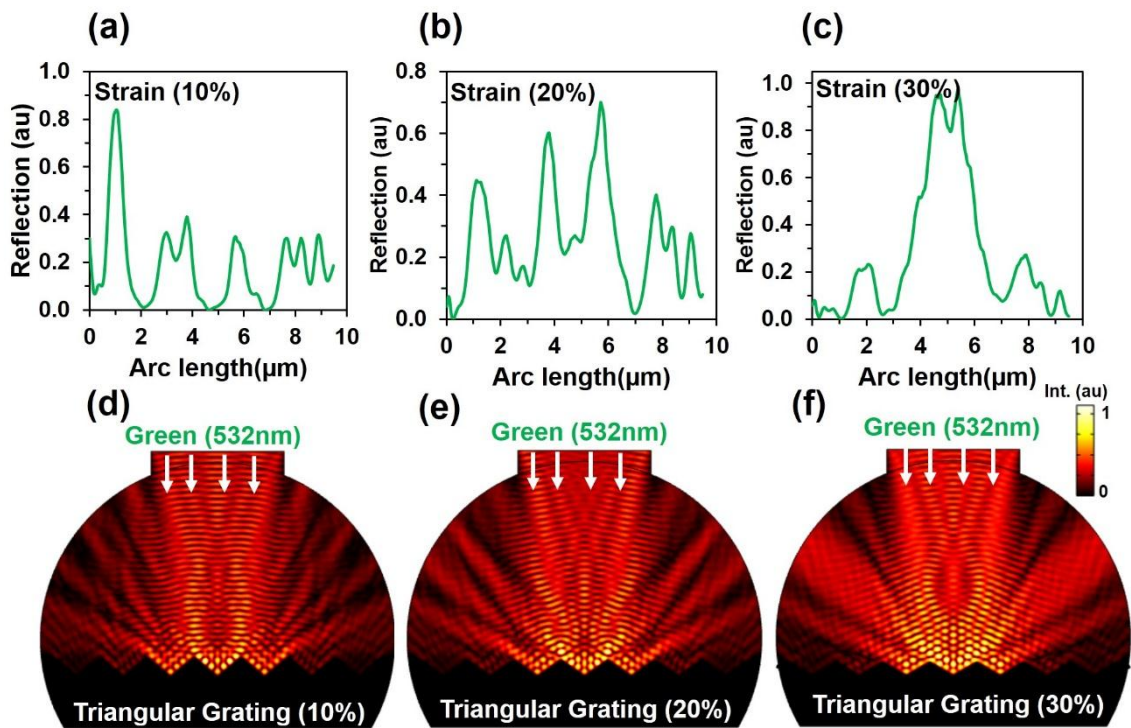 (a)
(b)
(c)
Strain (10%)
Reflection (au)
1.0
0.8
0.6
0.4
0.2
0.0
0 2 4 6 8 10
Arc length(µm)
Strain (20%)
Reflection (au)
0.8
0.6
0.4
0.2
0.0
0 2 4 6 8 10
Arc length(µm)
Strain (30%)
Reflection (au)
1.0
0.8
0.6
0.4
0.2
0.0
0 2 4 6 8 10
Arc length(µm)
(d)
Green (532nm)
Triangular Grating (10%)
(e)
Green (532nm)
Triangular Grating (20%)
(f)
Int. (au)
1
0
Green (532nm)
Triangular Grating (30%)